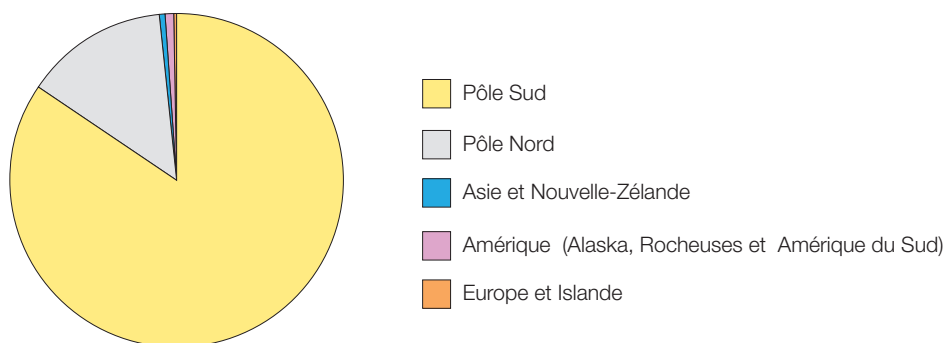 Pôle Sud
Pôle Nord
Asie et Nouvelle-Zélande
Amérique (Alaska, Rocheuses et Amérique du Sud)
Europe et Islande